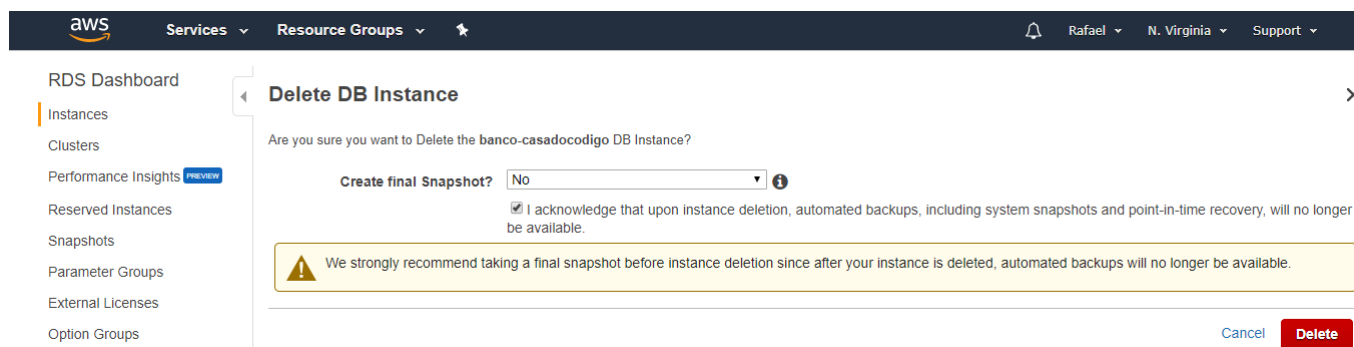 aws Services Resource Groups Rafael N. Virginia Support
RDS Dashboard
Instances
Clusters
Performance Insights PREVIEW
Reserved Instances
Snapshots
Parameter Groups
External Licenses
Option Groups
Delete DB Instance
Are you sure you want to Delete the banco-casadocodigo DB Instance?
Create final Snapshot? No
I acknowledge that upon instance deletion, automated backups, including system snapshots and point-in-time recovery, will no longer
be available.
We strongly recommend taking a final snapshot before instance deletion since after your instance is deleted, automated backups will no longer be available.
Cancel Delete